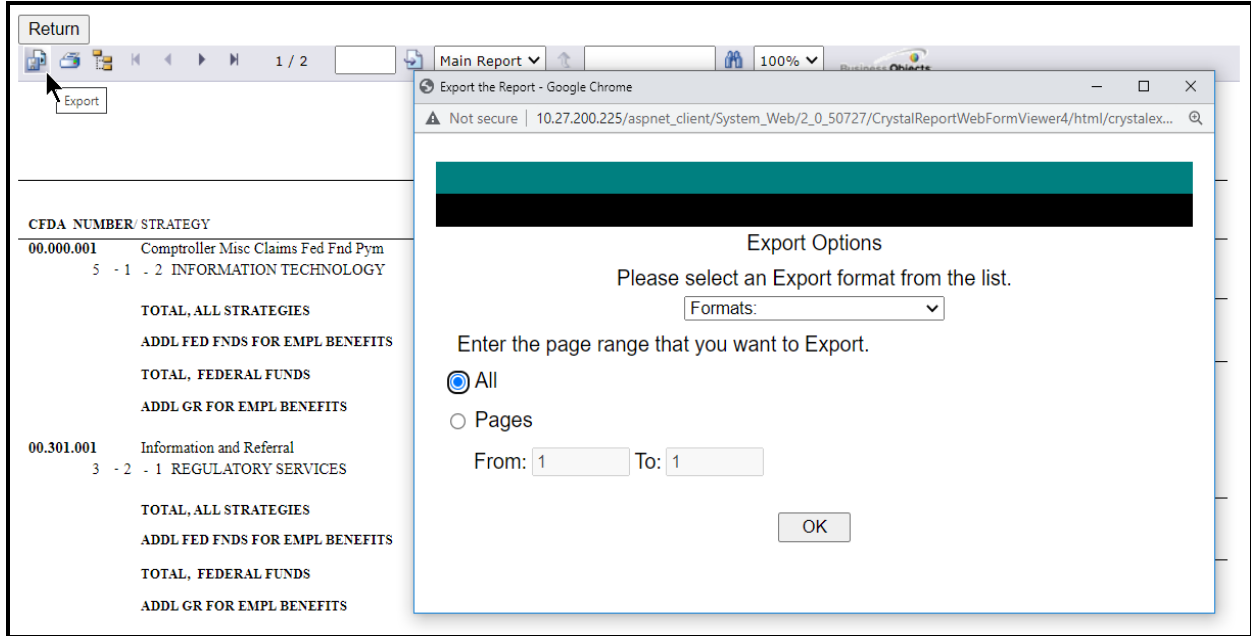 Return
1 / 2
Main Report
100%
Business Objects
Export
Export the Report - Google Chrome
Not secure | 10.27.200.225/aspnet_client/System_Web/2_0_50727/CrystalReportWebFormViewer4/html/crystalex...
Export Options
Please select an Export format from the list.
Formats:
Enter the page range that you want to Export.
All
Pages
From: 1 To: 1
OK
CFDA NUMBER/ STRATEGY
00.000.001 Comptroller Misc Claims Fed Fnd Pym
5 - 1 - 2 INFORMATION TECHNOLOGY
TOTAL, ALL STRATEGIES
ADDL FED FNDS FOR EMPL BENEFITS
TOTAL, FEDERAL FUNDS
ADDL GR FOR EMPL BENEFITS
00.301.001 Information and Referral
3 - 2 - 1 REGULATORY SERVICES
TOTAL, ALL STRATEGIES
ADDL FED FNDS FOR EMPL BENEFITS
TOTAL, FEDERAL FUNDS
ADDL GR FOR EMPL BENEFITS